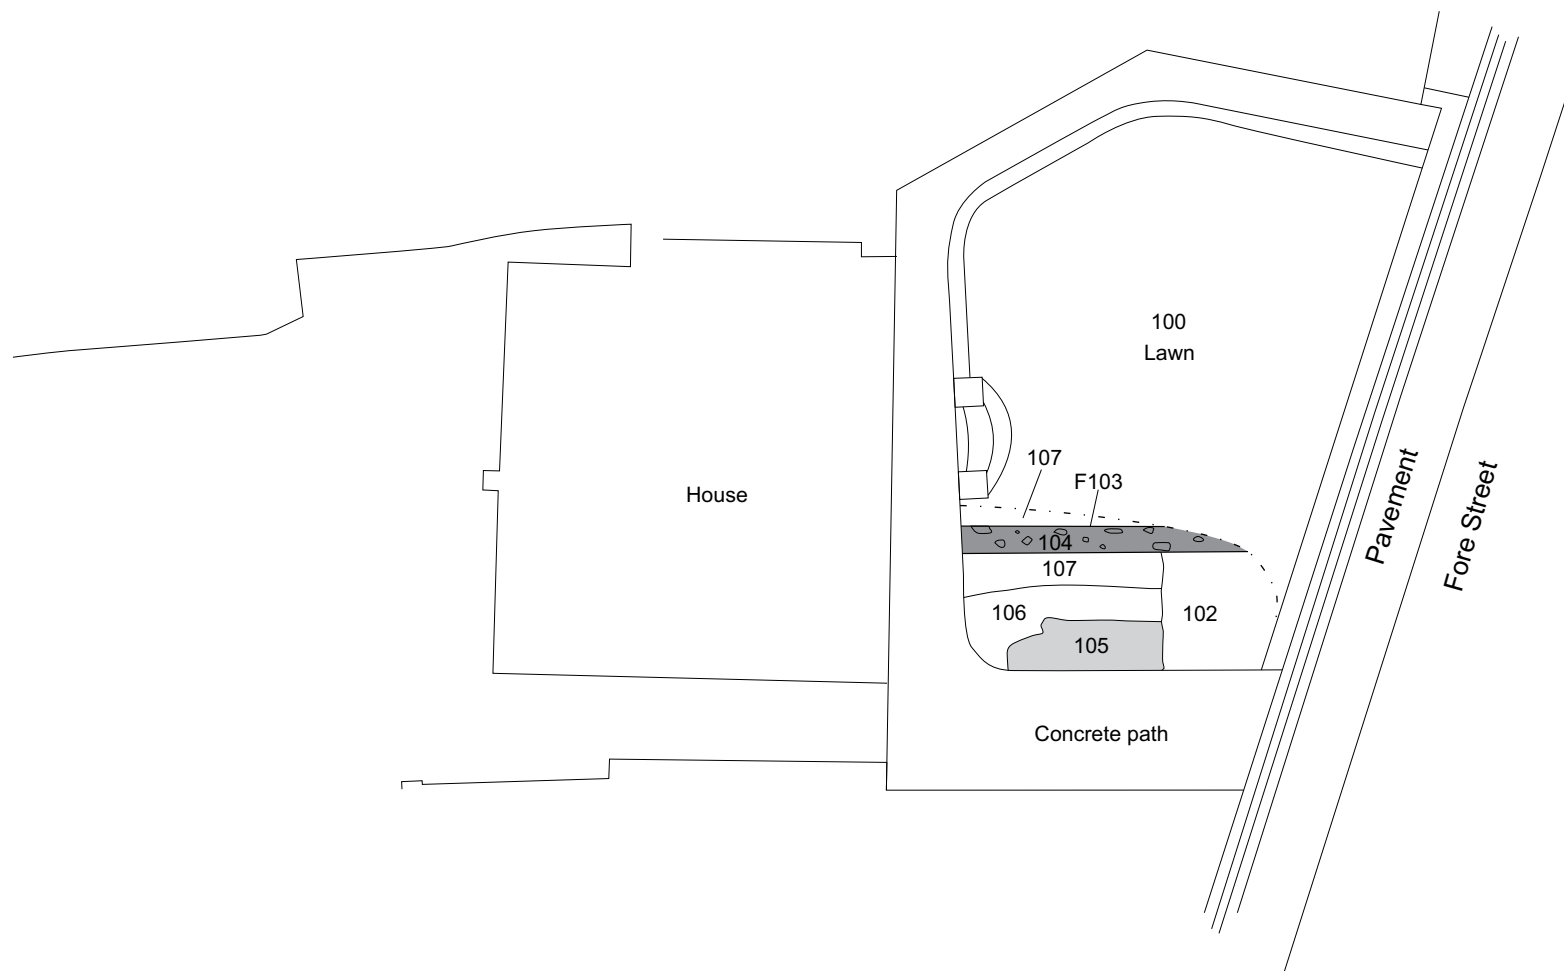 100
Lawn
107
F103
104
107
106
102
105
House
Concrete path
Pavement
Fore Street